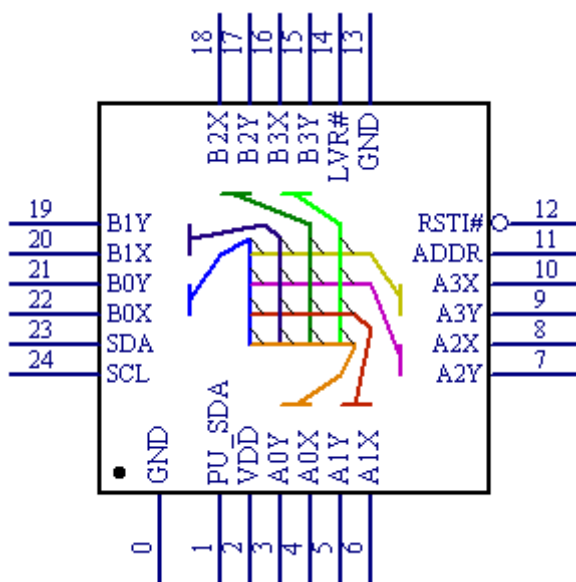 18 17 16 15 14 13
B2X B2Y B3X B3Y LVR# GND
19 B1Y
20 B1X
21 B0Y
22 B0X
23 SDA
24 SCL
RSTI# 12
ADDR 11
A3X 10
A3Y 9
A2X 8
A2Y 7
GND PU_SDA VDD A0Y A0X A1Y A1X
0 1 2 3 4 5 6